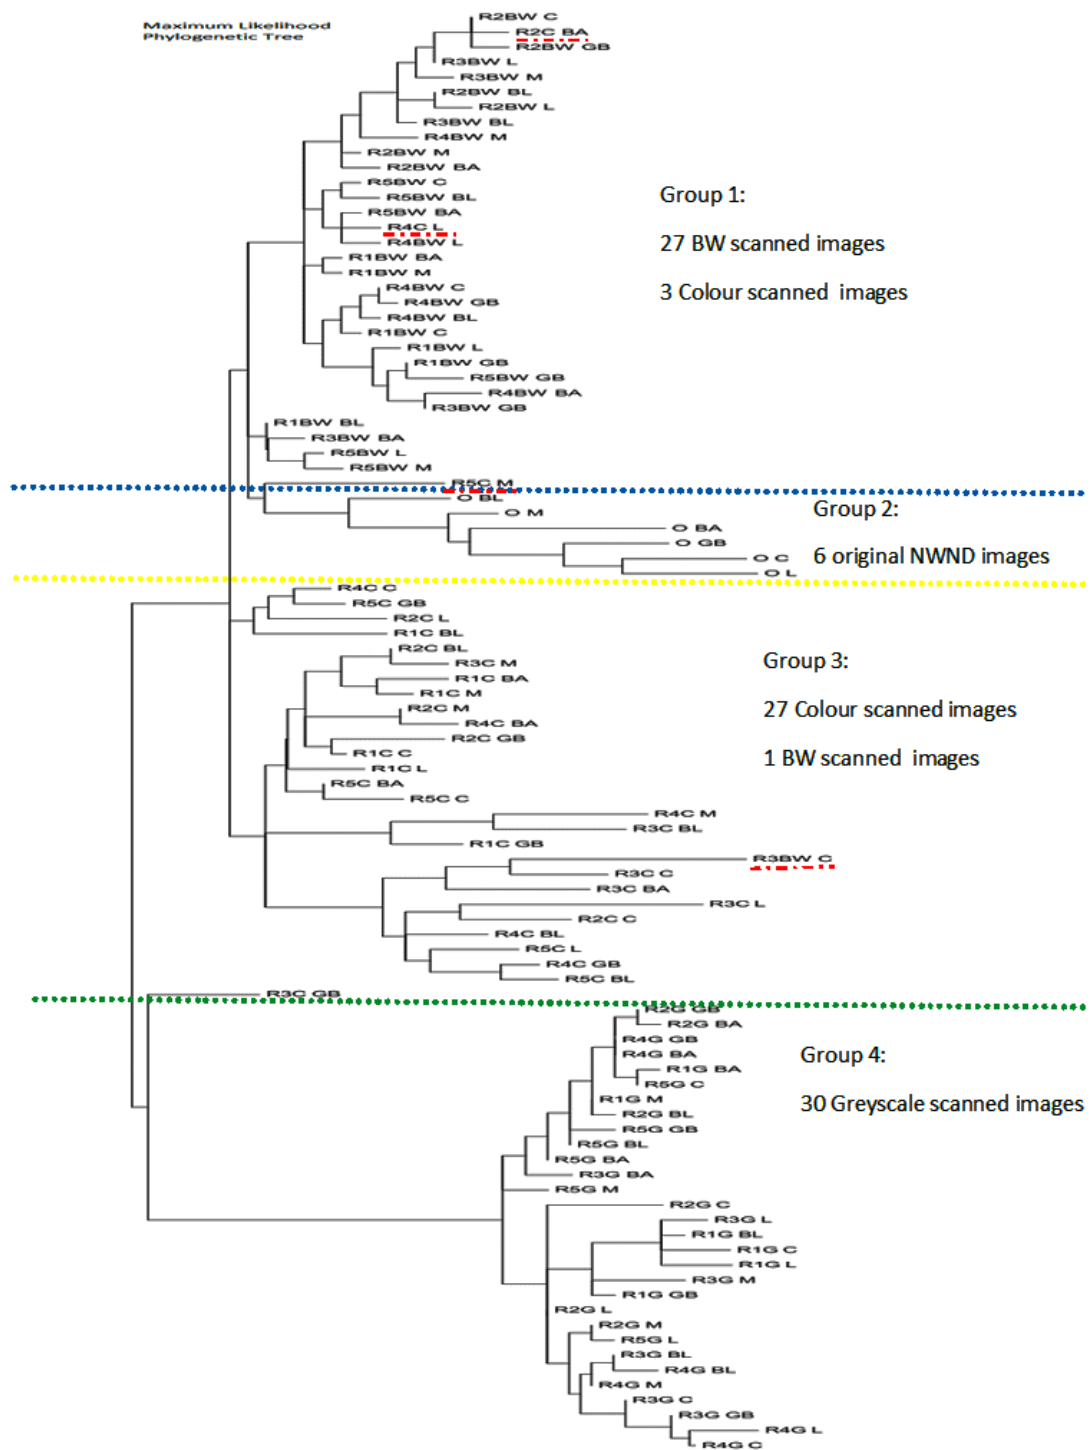 Maximum Likelihood
Phylogenetic Tree
R2BW C
R2C BA
R2BW GB
R3BW L
R3BW M
R2BW BL
R2BW L
R3BW BL
R4BW M
R2BW M
R2BW BA
R5BW C
R5BW BL
R5BW BA
R4C L
R4BW L
R1BW BA
R1BW M
R4BW C
R4BW GB
R4BW BL
R1BW C
R1BW L
R1BW GB
R5BW GB
R4BW BA
R3BW GB
R1BW BL
R3BW BA
R5BW L
R5BW M
R5C M
Group 1:
27 BW scanned images
3 Colour scanned images
O BL
O M
O BA
O GB
O C
O L
Group 2:
6 original NWND images
R4C C
R5C GB
R2C L
R1C BL
R2C BL
R3C M
R1C BA
R1C M
R2C M
R4C BA
R2C GB
R1C C
R1C L
R5C BA
R5C C
R4C M
R3C BL
R1C GB
R3BW C
R3C C
R3C BA
R3C L
R2C C
R4C BL
R5C L
R4C GB
R5C BL
R3C GB
Group 3:
27 Colour scanned images
1 BW scanned images
R2G GB
R2G BA
R4G GB
R4G BA
R1G BA
R5G C
R1G M
R2G BL
R5G GB
R5G BL
R5G BA
R3G BA
R5G M
R2G C
R3G L
R1G BL
R1G C
R1G L
R3G M
R1G GB
R2G L
R2G M
R5G L
R3G BL
R4G BL
R4G M
R3G C
R3G GB
R4G L
R4G C
Group 4:
30 Greyscale scanned images